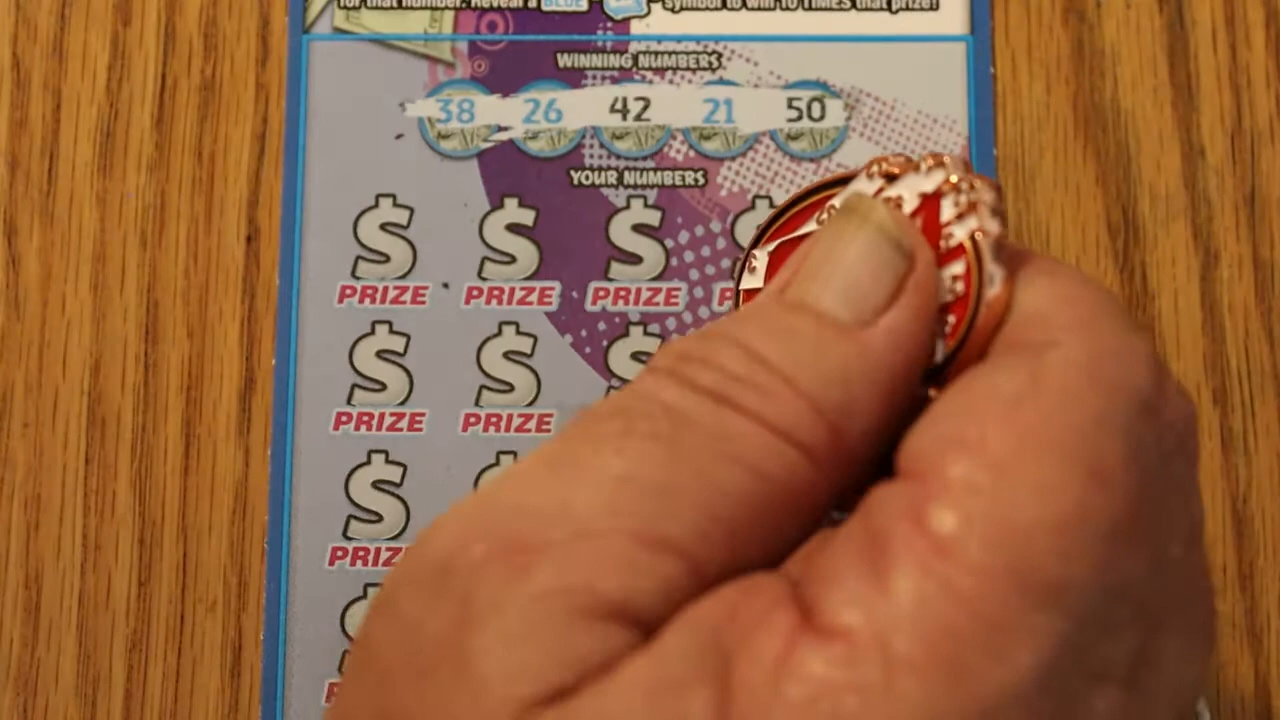 for that number. Reveal a BLUE - symbol to win 10 TIMES that prize!
WINNING NUMBERS
38 26 42 21 50
YOUR NUMBERS
$ $ $ $
PRIZE PRIZE PRIZE
$ $ $
PRIZE PRIZE
$ $
PRIZE